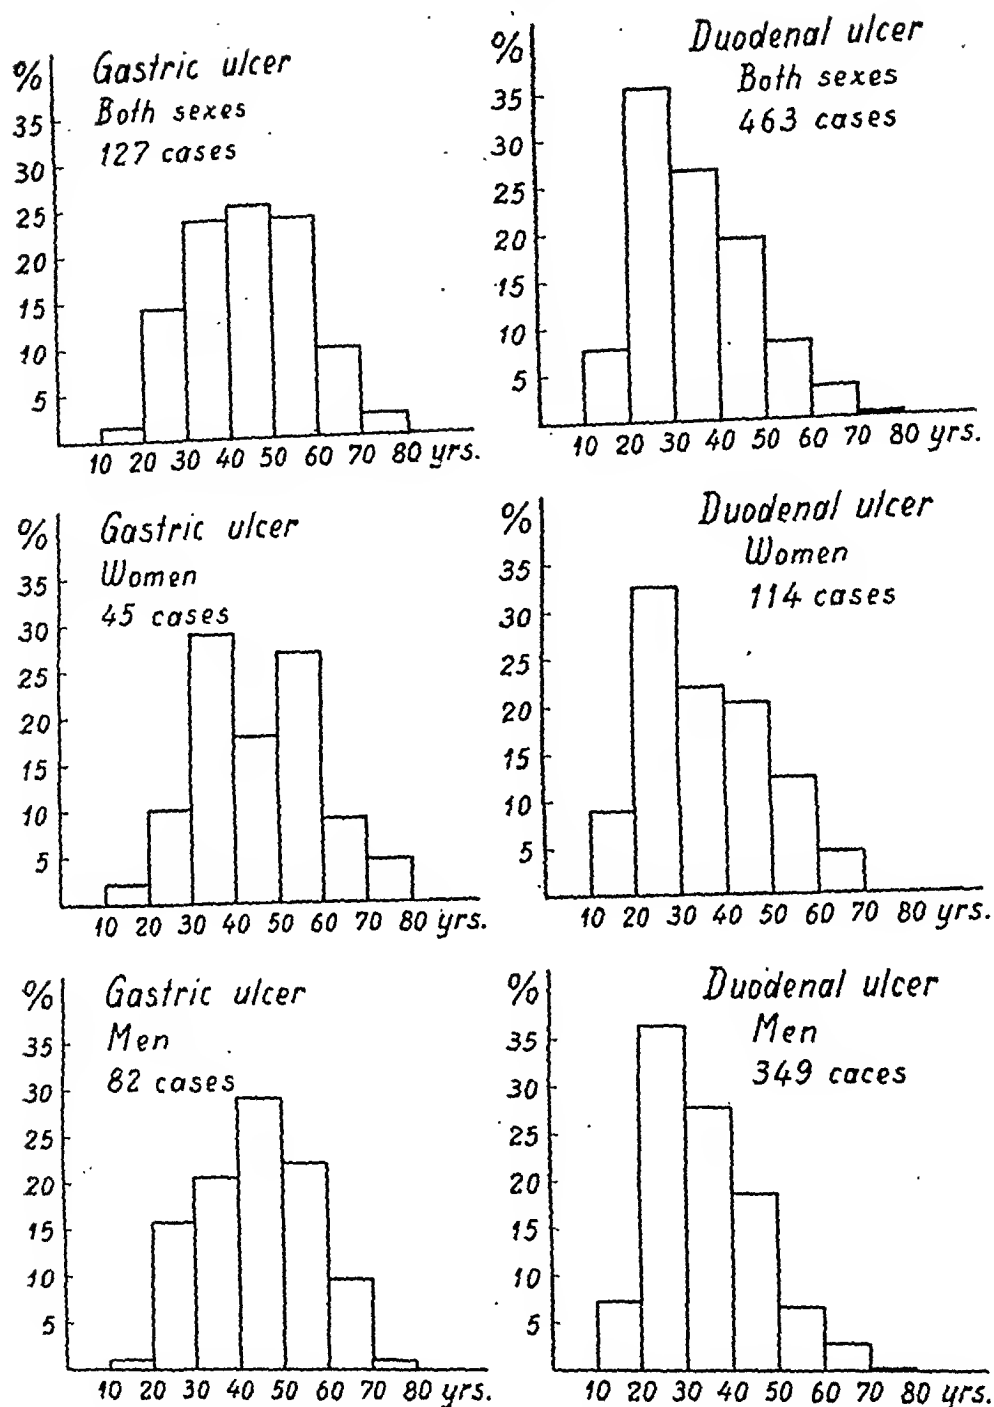 %
Gastric ulcer
Both sexes
127 cases
35
30
25
20
15
10
5
10 20 30 40 50 60 70 80 yrs.
%
Duodenal ulcer
Both sexes
463 cases
35
30
25
20
15
10
5
10 20 30 40 50 60 70 80 yrs.
%
Gastric ulcer
Women
45 cases
35
30
25
20
15
10
5
10 20 30 40 50 60 70 80 yrs.
%
Duodenal ulcer
Women
114 cases
35
30
25
20
15
10
5
10 20 30 40 50 60 70 80 yrs.
%
Gastric ulcer
Men
82 cases
35
30
25
20
15
10
5
10 20 30 40 50 60 70 80 yrs.
%
Duodenal ulcer
Men
349 caces
35
30
25
20
15
10
5
10 20 30 40 50 60 70 80 yrs.